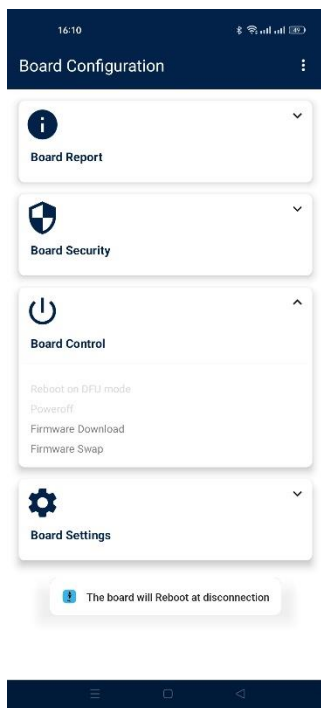 16:10
Board Configuration
Board Report
Board Security
Board Control
Reboot on DFU mode
Poweroff
Firmware Download
Firmware Swap
Board Settings
The board will Reboot at disconnection